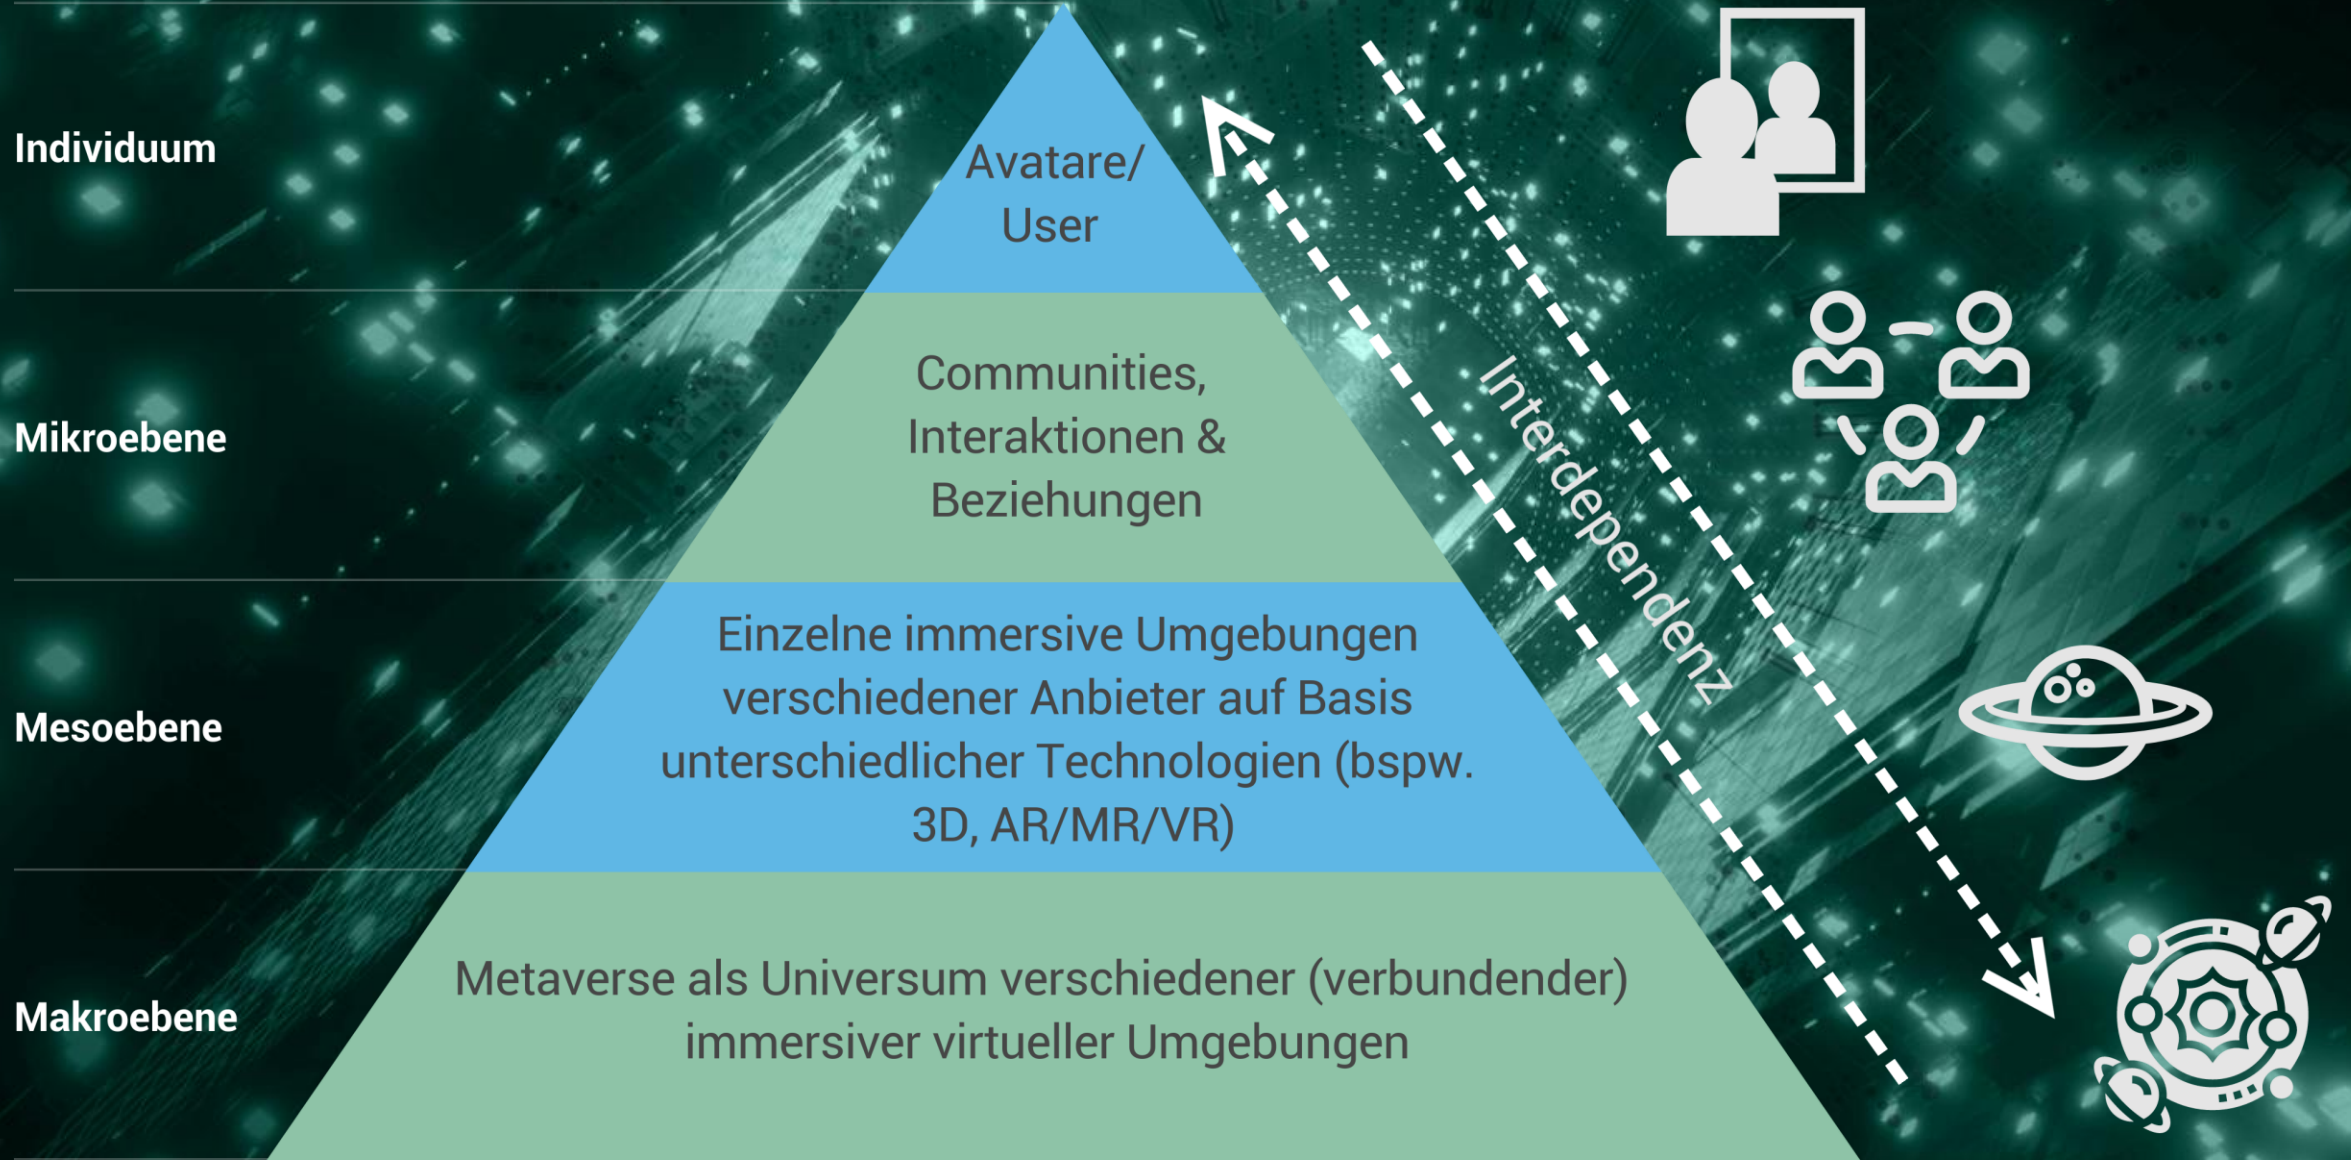 Individuum
Avatare/
User
Mikroebene
Communities,
Interaktionen &
Beziehungen
Interdependenz
Mesoebene
Einzelne immersive Umgebungen
verschiedener Anbieter auf Basis
unterschiedlicher Technologien (bspw.
3D, AR/MR/VR)
Makroebene
Metaverse als Universum verschiedener (verbundender)
immersiver virtueller Umgebungen